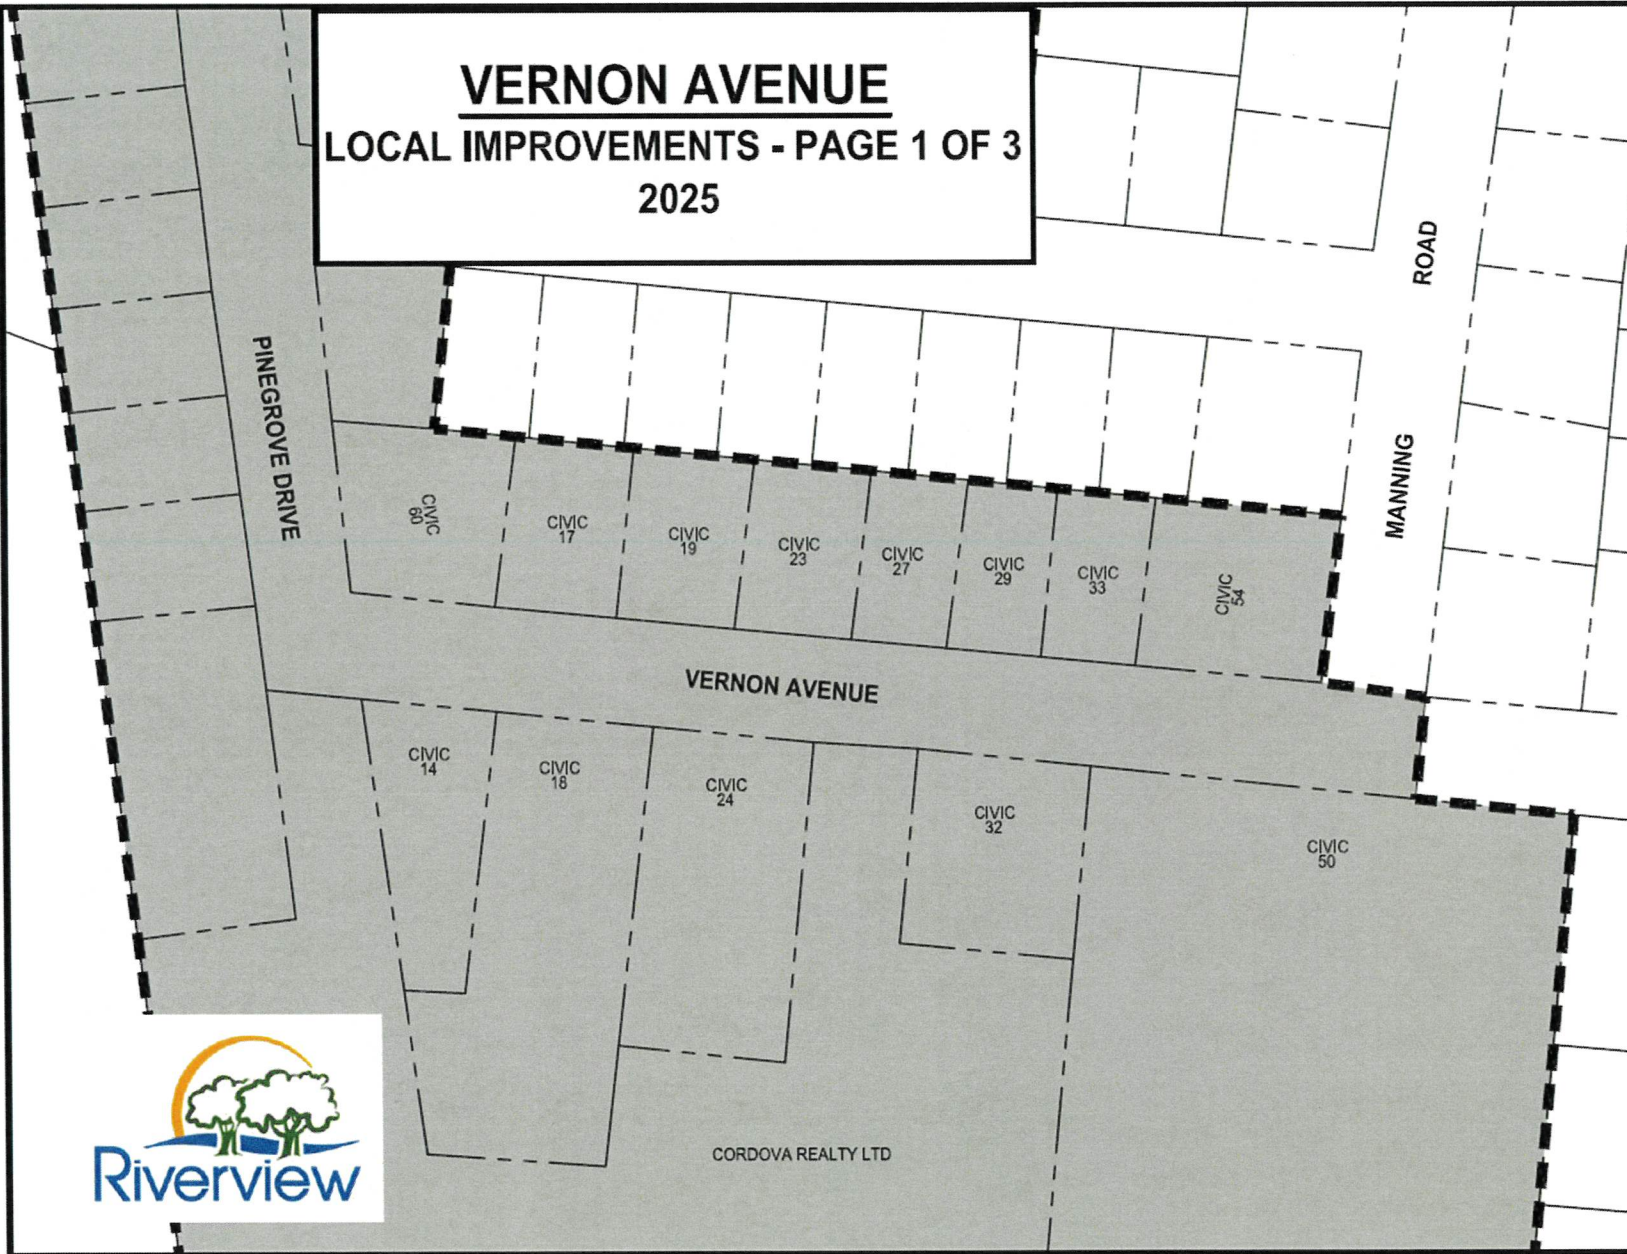 VERNON AVENUE
LOCAL IMPROVEMENTS - PAGE 1 OF 3
2025
ROAD
MANNING
PINEGROVE DRIVE
CIVIC
60
CIVIC
17
CIVIC
19
CIVIC
23
CIVIC
27
CIVIC
29
CIVIC
33
CIVIC
54
VERNON AVENUE
CIVIC
14
CIVIC
18
CIVIC
24
CIVIC
32
CIVIC
50
CORDOVA REALTY LTD
Riverview